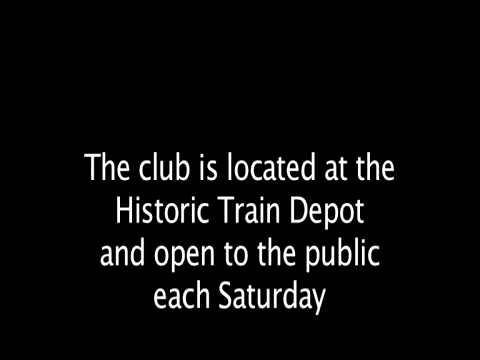 The club is located at the
Historic Train Depot
and open to the public
each Saturday